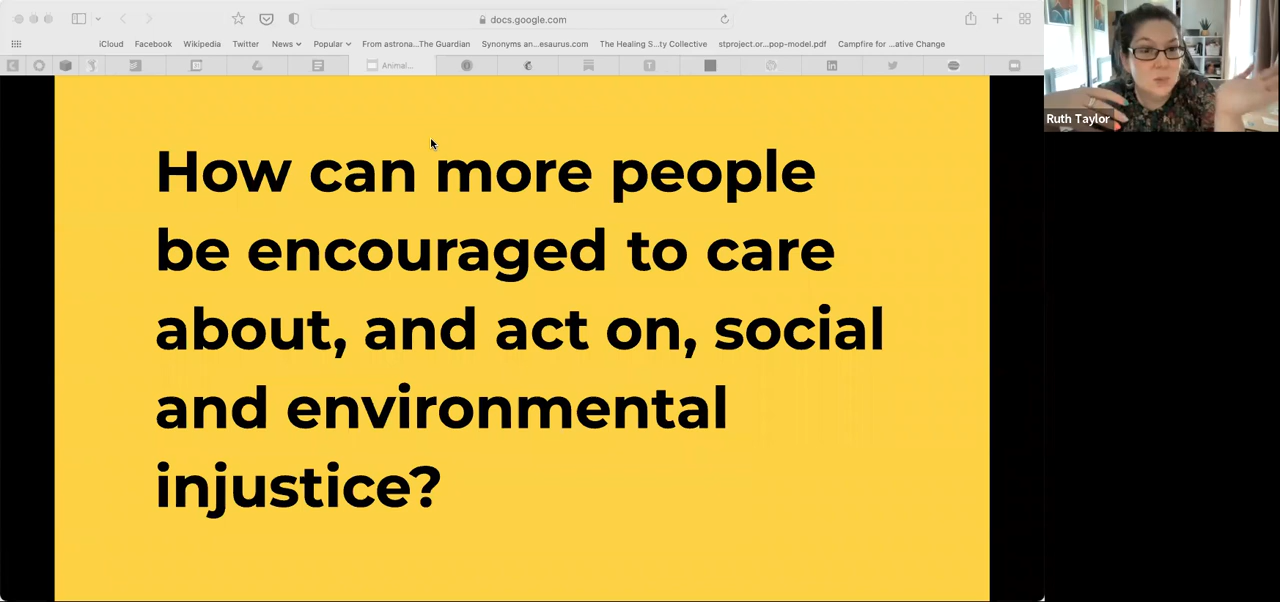 docs.google.com
iCloud Facebook Wikipedia Twitter News Popular From astrona...The Guardian Synonyms an...esaurus.com The Healing S...ty Collective stproject.or...pop-model.pdf Campfire for ...ative Change
Animal...
Ruth Taylor
How can more people
be encouraged to care
about, and act on, social
and environmental
injustice?